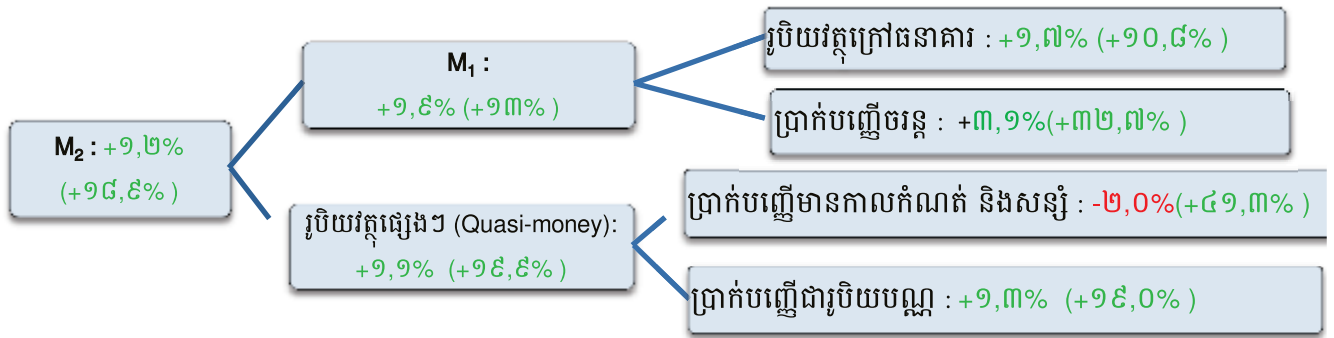 M2 : +១,២%
(+១៨,៩% )
M1 :
+១,៩% (+១៣% )
រូបិយវត្ថុផ្សេងៗ (Quasi-money):
+១,១% (+១៩,៩% )
រូបិយវត្ថុក្រៅធនាគារ : +១,៧% (+១០,៨% )
ប្រាក់បញ្ញើចរន្ត : +៣,១%(+៣២,៧% )
ប្រាក់បញ្ញើមានកាលកំណត់ និងសន្សំ : -២,០%(+៤១,៣% )
ប្រាក់បញ្ញើជារូបិយបណ្ណ : +១,៣% (+១៩,០% )